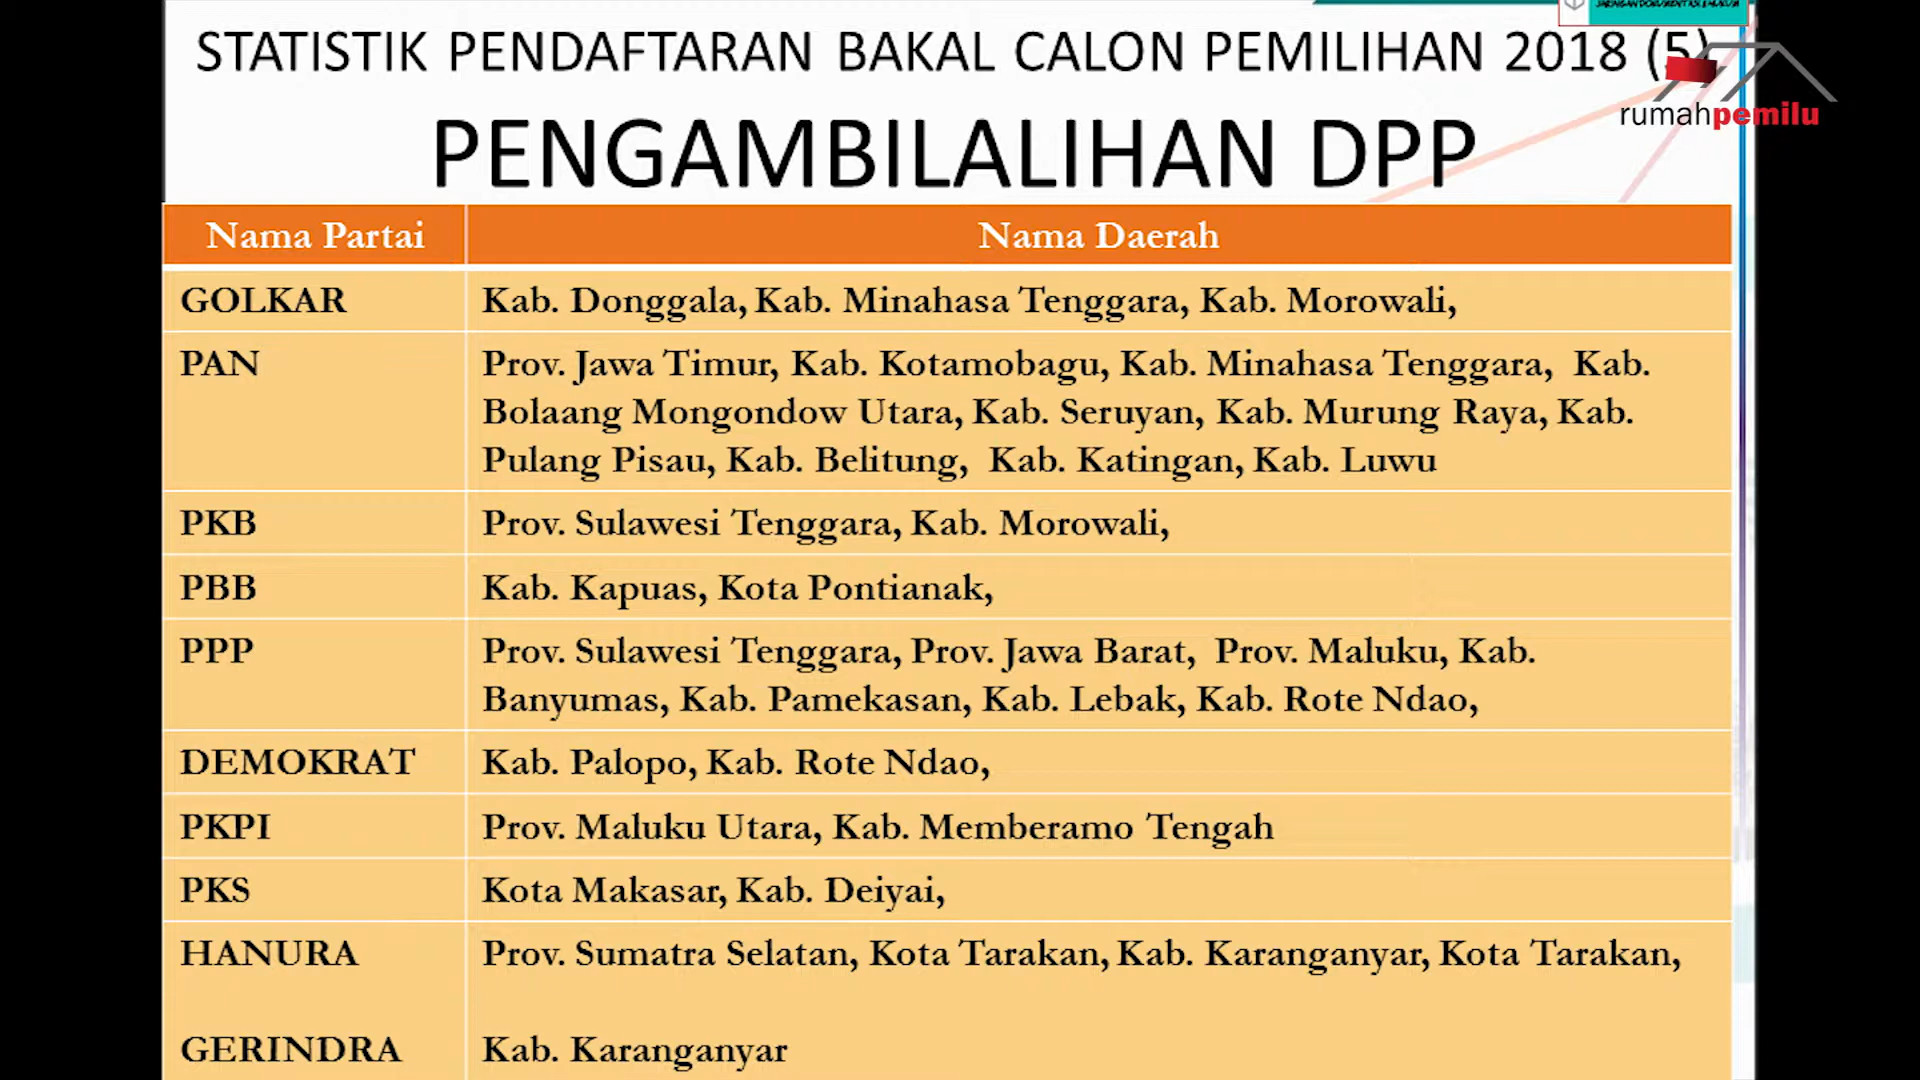 JARINGAN DOKUMENTASI & HUKUM
STATISTIK PENDAFTARAN BAKAL CALON PEMILIHAN 2018 (5)
rumahpemilu
PENGAMBILALIHAN DPP
Nama Partai Nama Daerah
GOLKAR Kab. Donggala, Kab. Minahasa Tenggara, Kab. Morowali,
PAN Prov. Jawa Timur, Kab. Kotamobagu, Kab. Minahasa Tenggara, Kab.
Bolaang Mongondow Utara, Kab. Seruyan, Kab. Murung Raya, Kab.
Pulang Pisau, Kab. Belitung, Kab. Katingan, Kab. Luwu
PKB Prov. Sulawesi Tenggara, Kab. Morowali,
PBB Kab. Kapuas, Kota Pontianak,
PPP Prov. Sulawesi Tenggara, Prov. Jawa Barat, Prov. Maluku, Kab.
Banyumas, Kab. Pamekasan, Kab. Lebak, Kab. Rote Ndao,
DEMOKRAT Kab. Palopo, Kab. Rote Ndao,
PKPI Prov. Maluku Utara, Kab. Memberamo Tengah
PKS Kota Makasar, Kab. Deiyai,
HANURA Prov. Sumatra Selatan, Kota Tarakan, Kab. Karanganyar, Kota Tarakan,
GERINDRA Kab. Karanganyar